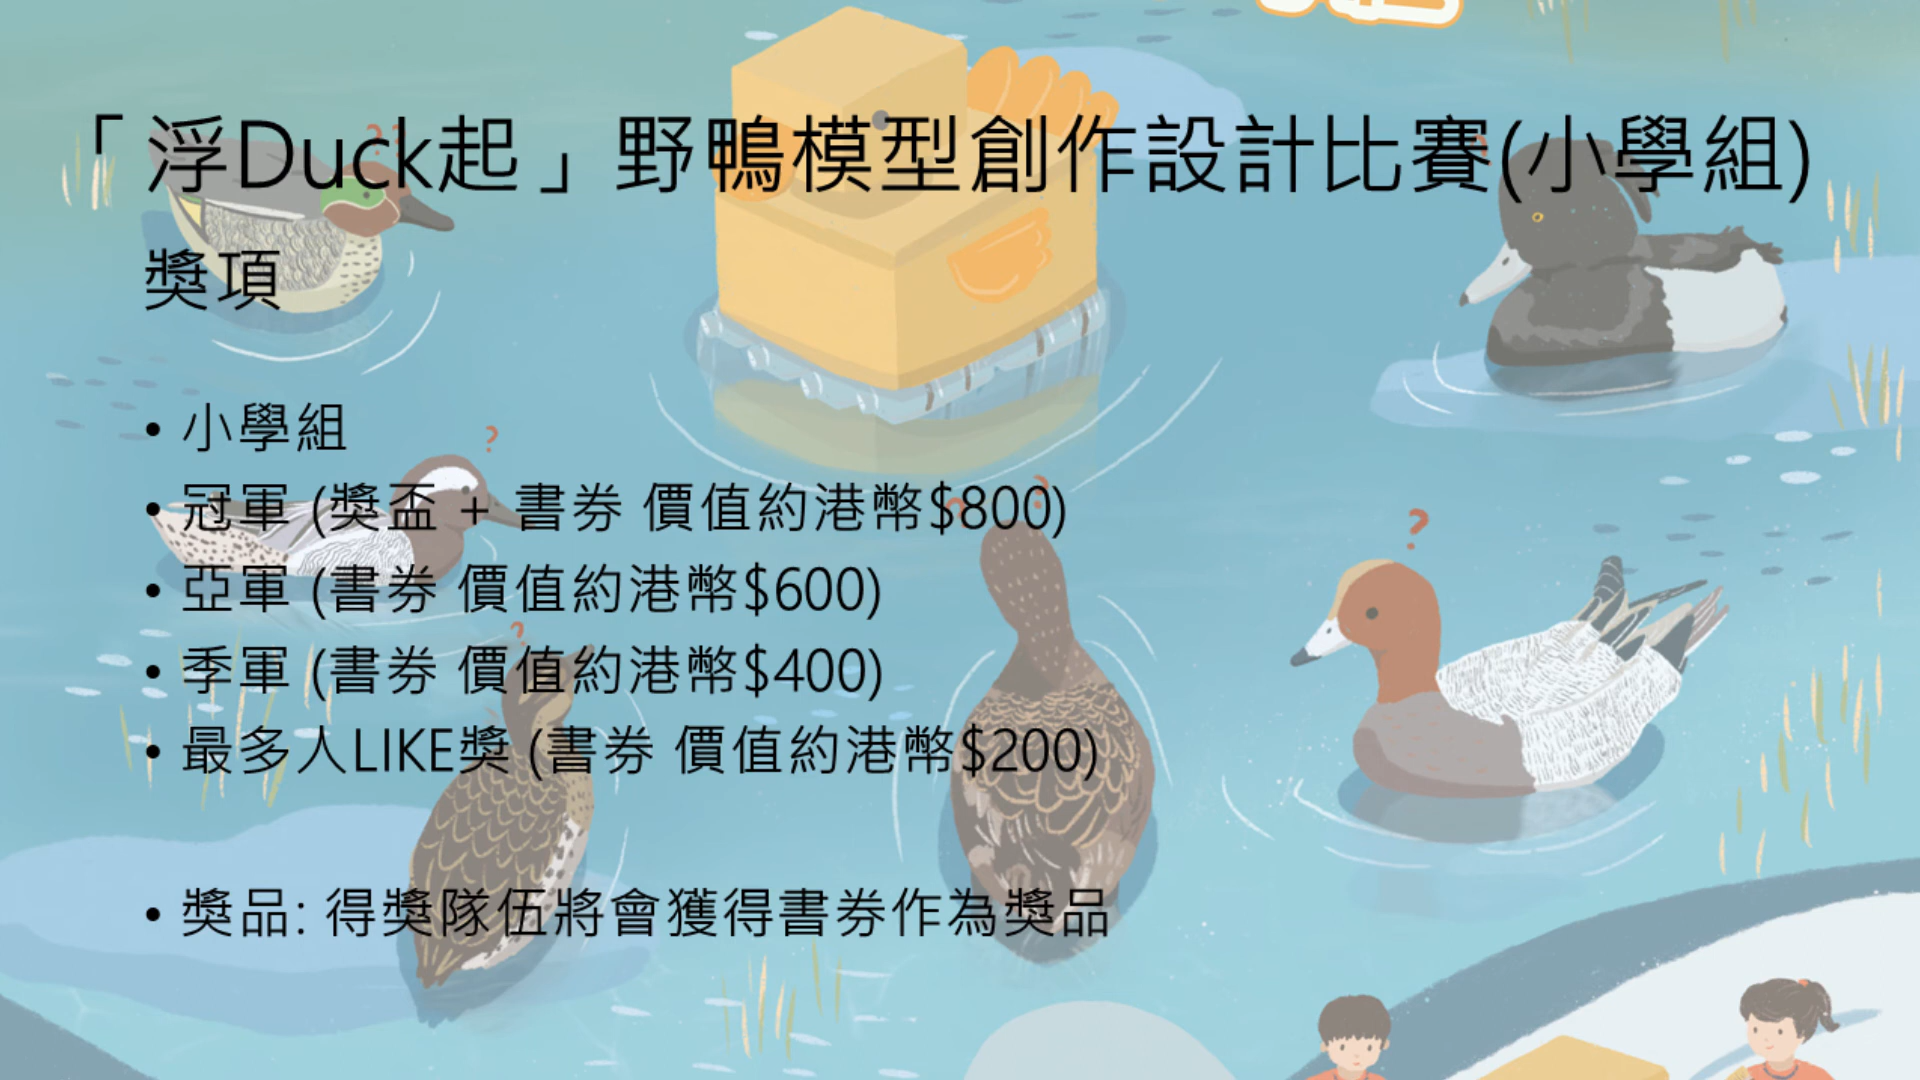 「浮Duck起」野鴨模型創作設計比賽(小學組)
獎項
• 小學組
• 冠軍 (獎盃 + 書券 價值約港幣$800)
• 亞軍 (書券 價值約港幣$600)
• 季軍 (書券 價值約港幣$400)
• 最多人LIKE獎 (書券 價值約港幣$200)
• 獎品: 得獎隊伍將會獲得書券作為獎品